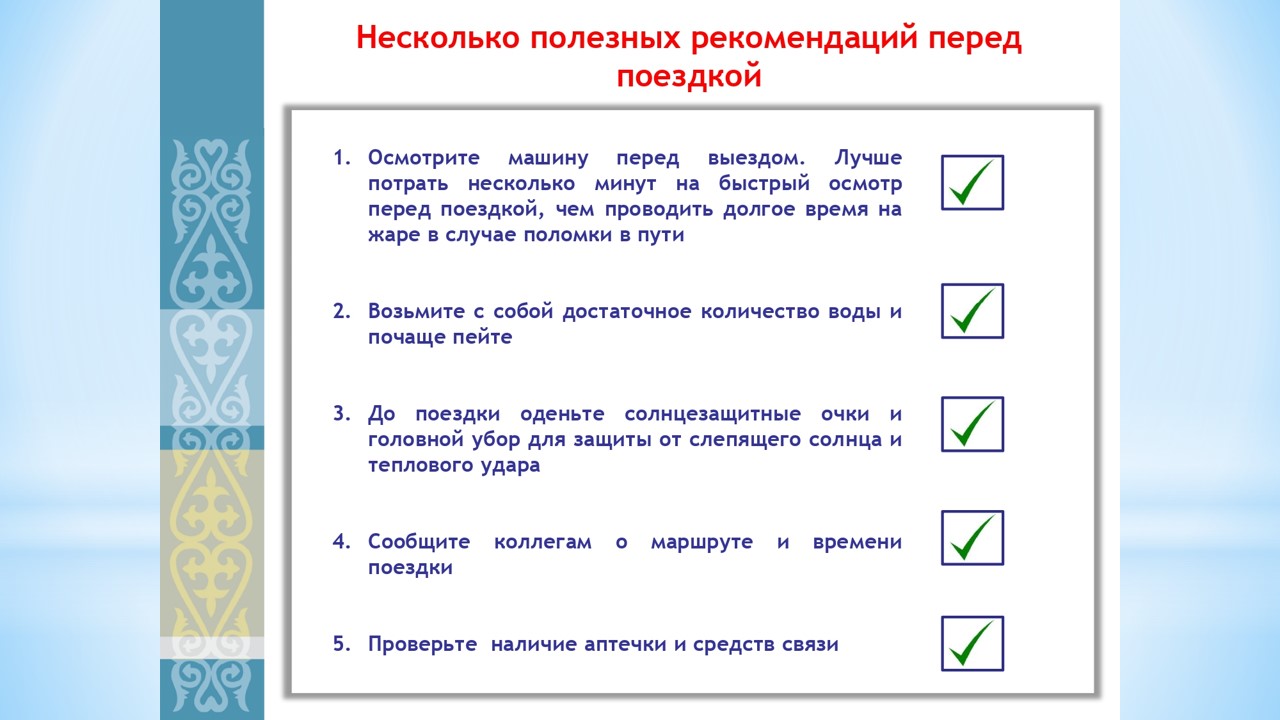 Несколько полезных рекомендаций перед
поездкой
1. Осмотрите машину перед выездом. Лучше
потрать несколько минут на быстрый осмотр
перед поездкой, чем проводить долгое время на
жаре в случае поломки в пути
2. Возьмите с собой достаточное количество воды и
почаще пейте
3. До поездки оденьте солнцезащитные очки и
головной убор для защиты от слепящего солнца и
теплового удара
4. Сообщите коллегам о маршруте и времени
поездки
5. Проверьте наличие аптечки и средств связи